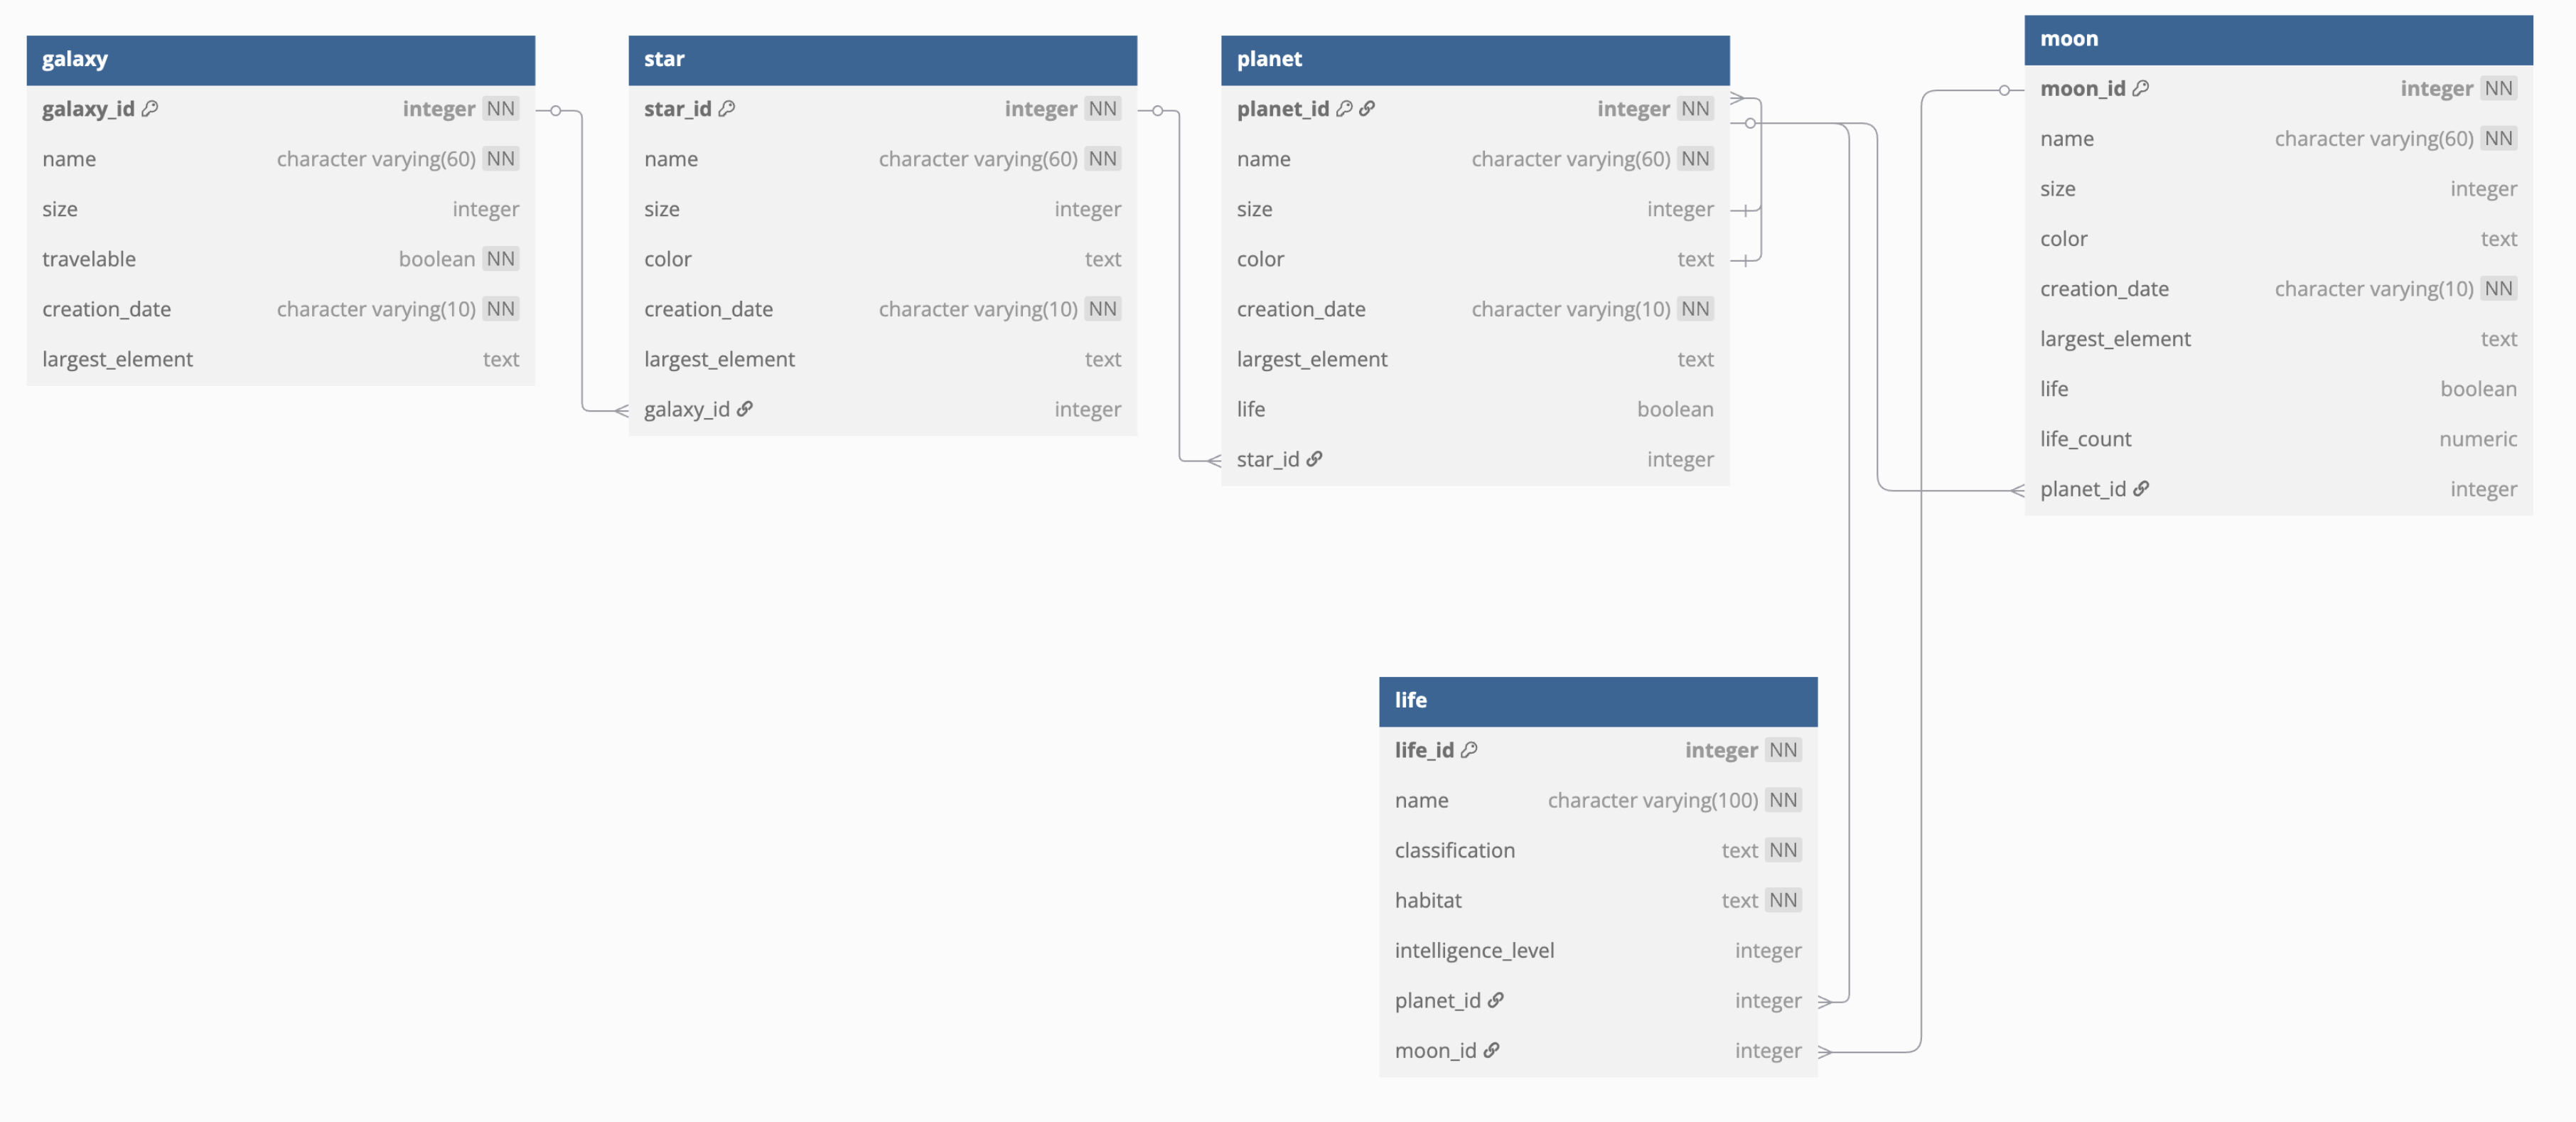 galaxy
galaxy_id integer NN
name character varying(60) NN
size integer
travelable boolean NN
creation_date character varying(10) NN
largest_element text
star
star_id integer NN
name character varying(60) NN
size integer
color text
creation_date character varying(10) NN
largest_element text
galaxy_id integer
planet
planet_id integer NN
name character varying(60) NN
size integer
color text
creation_date character varying(10) NN
largest_element text
life boolean
star_id integer
moon
moon_id integer NN
name character varying(60) NN
size integer
color text
creation_date character varying(10) NN
largest_element text
life boolean
life_count numeric
planet_id integer
life
life_id integer NN
name character varying(100) NN
classification text NN
habitat text NN
intelligence_level integer
planet_id integer
moon_id integer